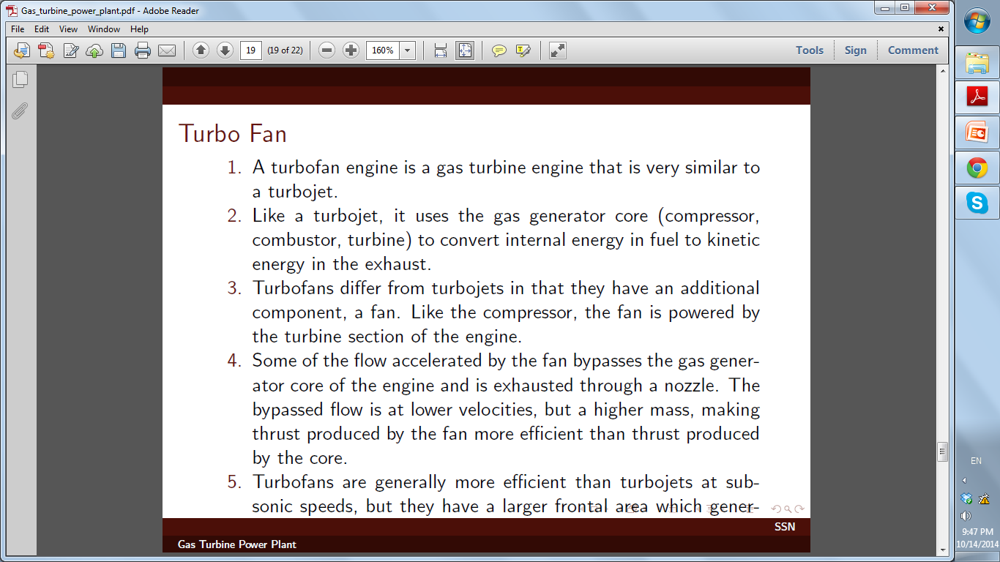 Gas_turbine_power_plant.pdf - Adobe Reader
File Edit View Window Help
19 (19 of 22) 160% Tools Sign Comment
Turbo Fan
1. A turbofan engine is a gas turbine engine that is very similar to
a turbojet.
2. Like a turbojet, it uses the gas generator core (compressor,
combustor, turbine) to convert internal energy in fuel to kinetic
energy in the exhaust.
3. Turbofans differ from turbojets in that they have an additional
component, a fan. Like the compressor, the fan is powered by
the turbine section of the engine.
4. Some of the flow accelerated by the fan bypasses the gas gener-
ator core of the engine and is exhausted through a nozzle. The
bypassed flow is at lower velocities, but a higher mass, making
thrust produced by the fan more efficient than thrust produced
by the core.
5. Turbofans are generally more efficient than turbojets at sub-
sonic speeds, but they have a larger frontal area which gener-
SSN
Gas Turbine Power Plant
EN
9:47 PM
10/14/2014